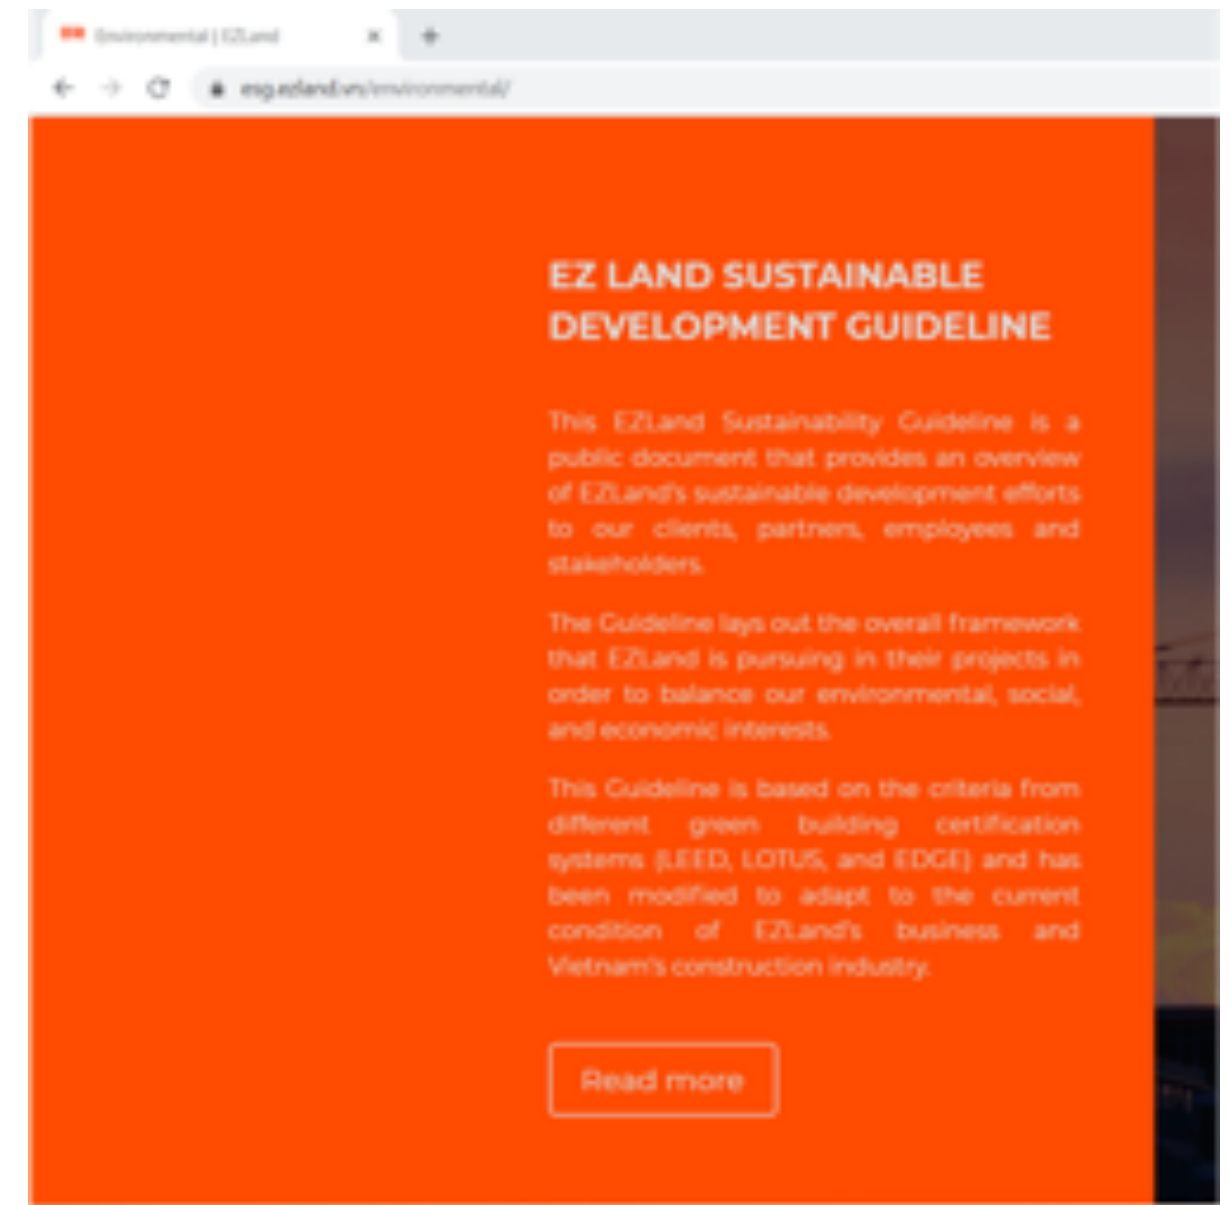 Environmental | EZLand
esg.ezland.vn/environmental/
EZ LAND SUSTAINABLE
DEVELOPMENT GUIDELINE
This EZLand Sustainability Guideline is a
public document that provides an overview
of EZLand's sustainable development efforts
to our clients, partners, employees and
stakeholders.
The Guideline lays out the overall framework
that EZLand is pursuing in their projects in
order to balance our environmental, social,
and economic interests.
This Guideline is based on the criteria from
different green building certification
systems (LEED, LOTUS, and EDGE) and has
been modified to adapt to the current
condition of EZLand's business and
Vietnam's construction industry.
Read more